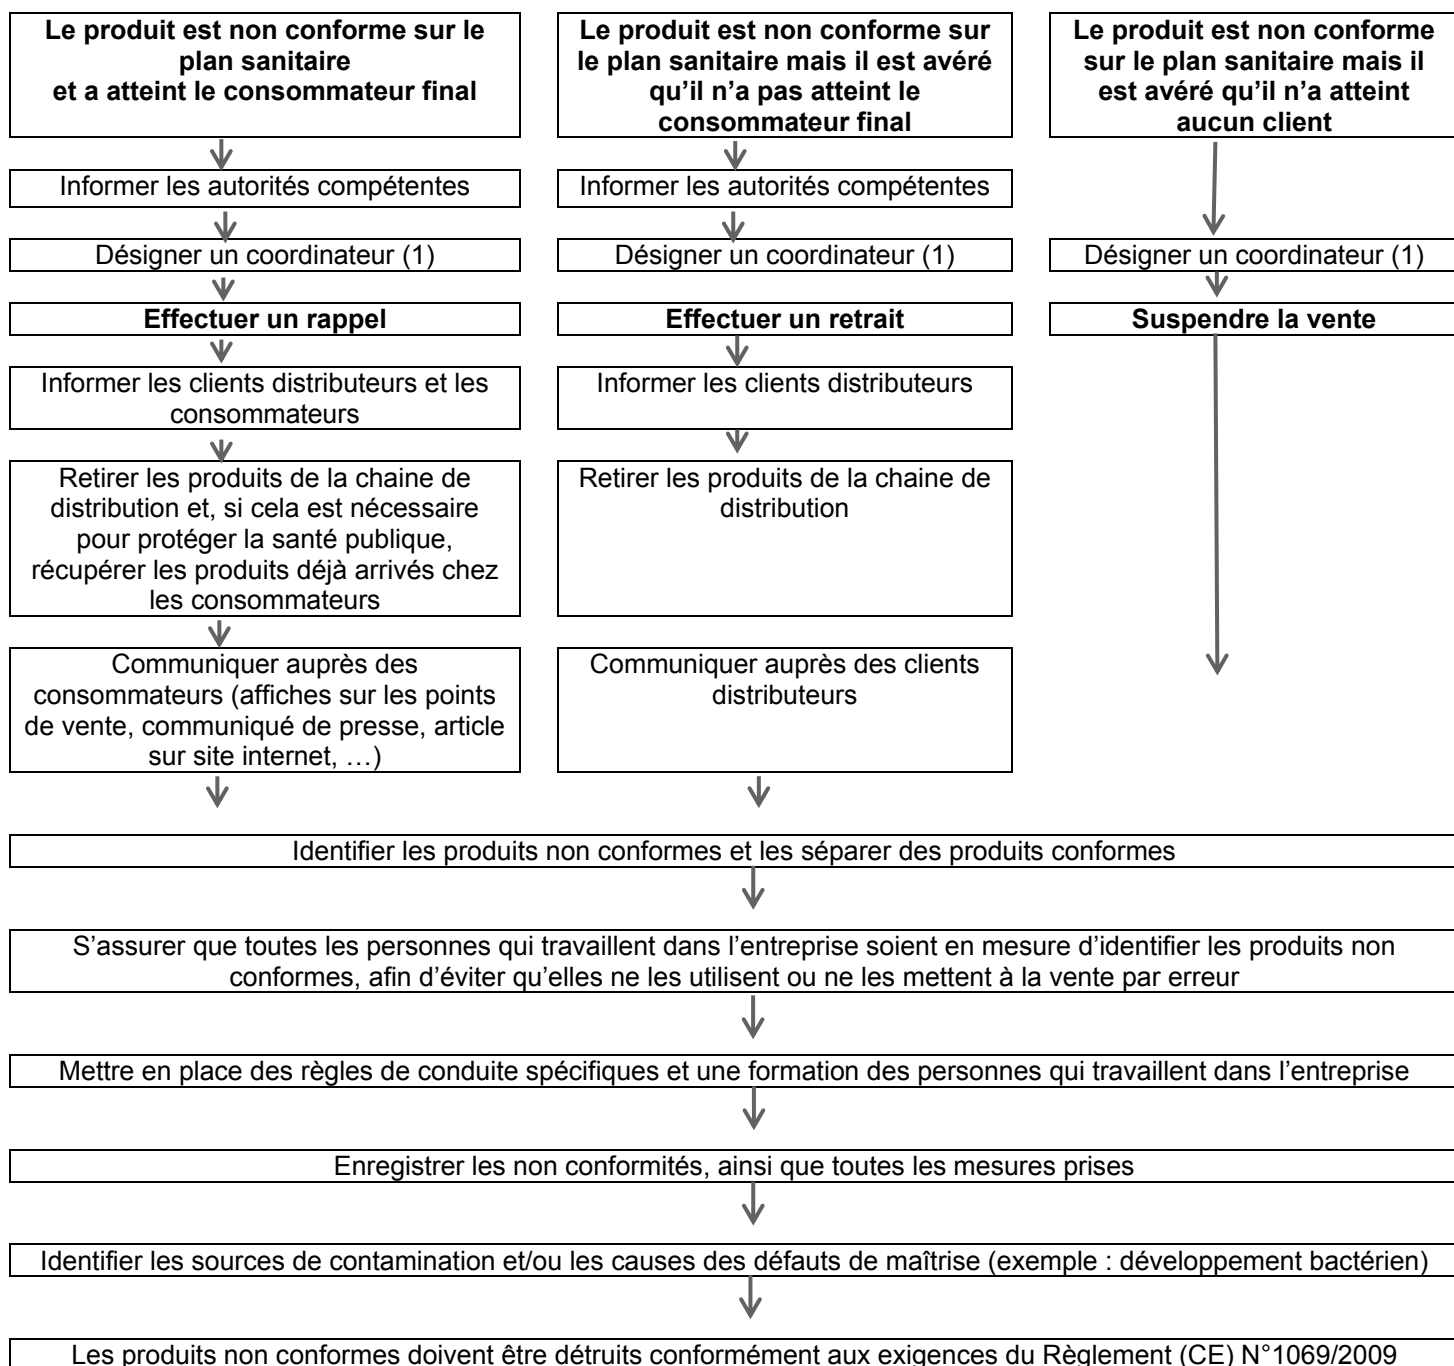 Le produit est non conforme sur le
plan sanitaire
et a atteint le consommateur final
Le produit est non conforme sur
le plan sanitaire mais il est avéré
qu'il n'a pas atteint le
consommateur final
Le produit est non conforme
sur le plan sanitaire mais il
est avéré qu'il n'a atteint
aucun client
Informer les autorités compétentes
Informer les autorités compétentes
Désigner un coordinateur (1)
Désigner un coordinateur (1)
Désigner un coordinateur (1)
Effectuer un rappel
Effectuer un retrait
Suspendre la vente
Informer les clients distributeurs et les
consommateurs
Informer les clients distributeurs
Retirer les produits de la chaine de
distribution et, si cela est nécessaire
pour protéger la santé publique,
récupérer les produits déjà arrivés chez
les consommateurs
Retirer les produits de la chaine de
distribution
Communiquer auprès des
consommateurs (affiches sur les points
de vente, communiqué de presse, article
sur site internet, …)
Communiquer auprès des clients
distributeurs
Identifier les produits non conformes et les séparer des produits conformes
S'assurer que toutes les personnes qui travaillent dans l'entreprise soient en mesure d'identifier les produits non
conformes, afin d'éviter qu'elles ne les utilisent ou ne les mettent à la vente par erreur
Mettre en place des règles de conduite spécifiques et une formation des personnes qui travaillent dans l'entreprise
Enregistrer les non conformités, ainsi que toutes les mesures prises
Identifier les sources de contamination et/ou les causes des défauts de maîtrise (exemple : développement bactérien)
Les produits non conformes doivent être détruits conformément aux exigences du Règlement (CE) N°1069/2009